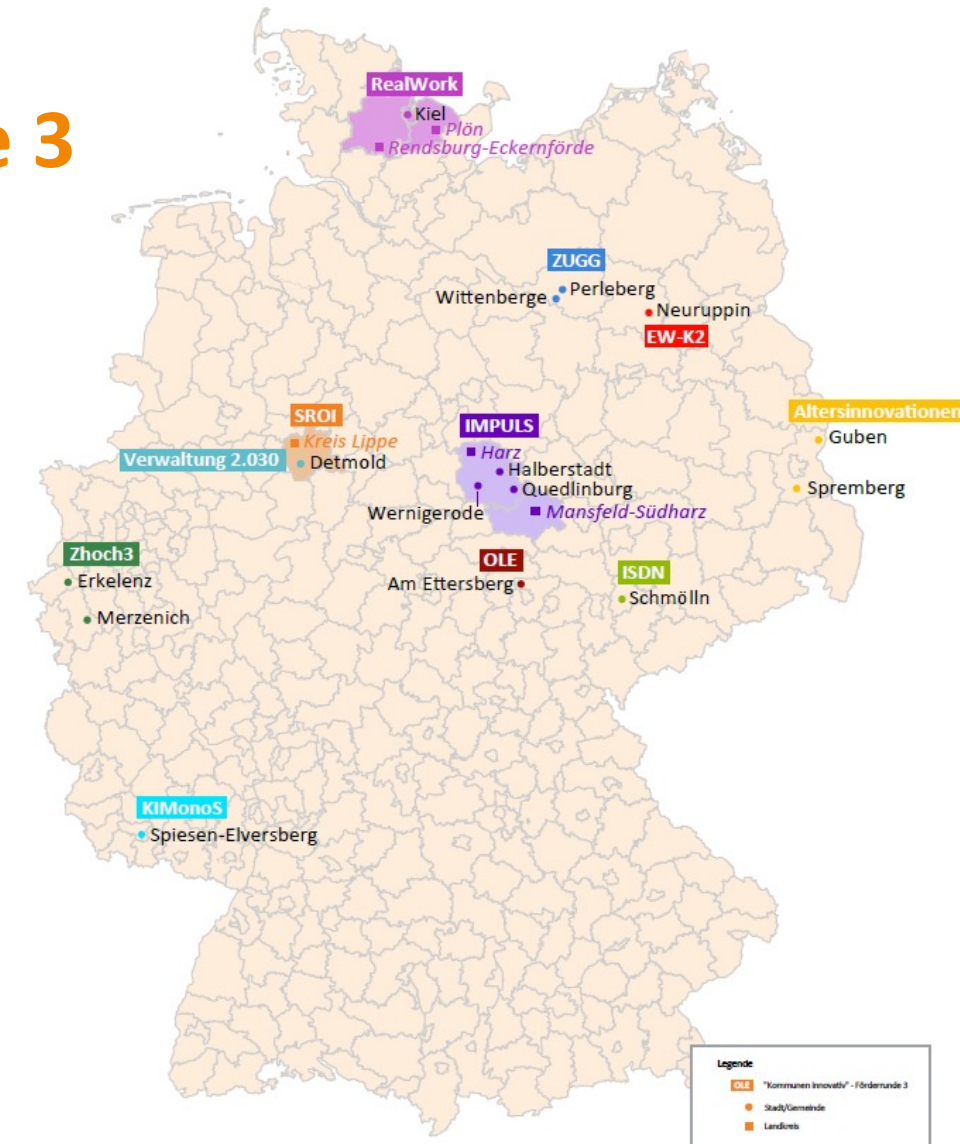 e 3
RealWork
Kiel
Plön
Rendsburg-Eckernförde
ZUGG
Perleberg
Wittenberge
Neuruppin
EW-K2
Altersinnovationen
Guben
Spremberg
SROI
Kreis Lippe
Verwaltung 2.030
Detmold
IMPULS
Harz
Halberstadt
Quedlinburg
Wernigerode
Mansfeld-Südharz
Zhoch3
Erkelenz
Merzenich
OLE
Am Ettersberg
ISDN
Schmölln
KIMonoS
Spiesen-Elversberg
Legende
OLE "Kommunen Innovativ" - Förderrunde 3
Stadt/Gemeinde
Landkreis